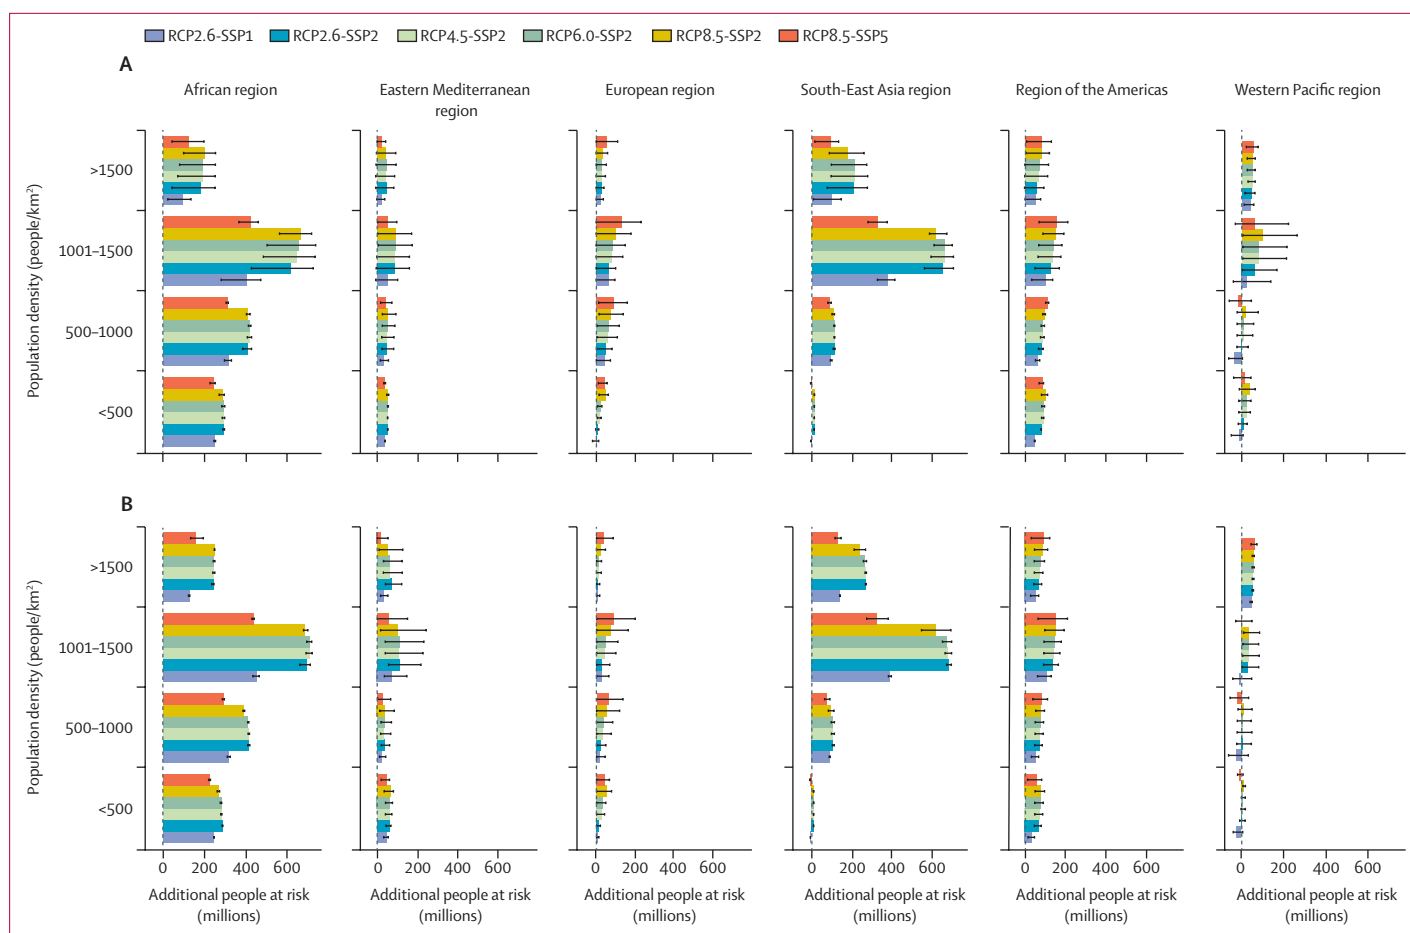 RCP2.6-SSP1 RCP2.6-SSP2 RCP4.5-SSP2 RCP6.0-SSP2 RCP8.5-SSP2 RCP8.5-SSP5
A
African region Eastern Mediterranean region European region South-East Asia region Region of the Americas Western Pacific region
Population density (people/km²)
>1500
1001–1500
500–1000
<500
B
Population density (people/km²)
>1500
1001–1500
500–1000
<500
0 200 400 600 0 200 400 600 0 200 400 600 0 200 400 600 0 200 400 600 0 200 400 600
Additional people at risk Additional people at risk Additional people at risk Additional people at risk Additional people at risk Additional people at risk
(millions) (millions) (millions) (millions) (millions) (millions)